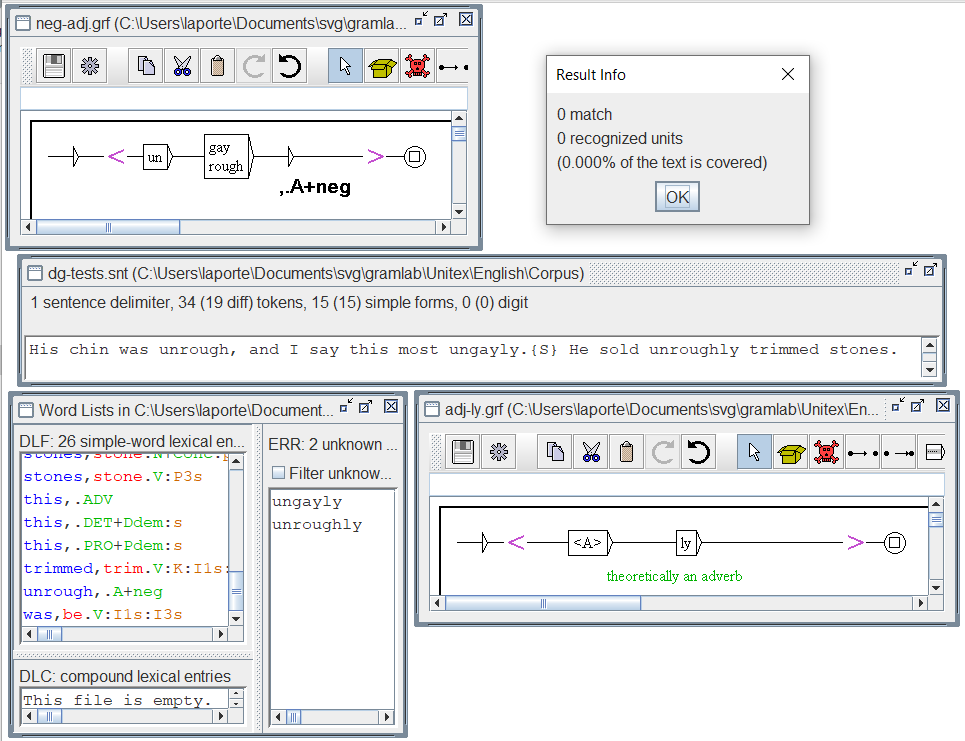 neg-adj.grf (C:\Users\laporte\Documents\svg\gramla...
< un gay >
rough
,.A+neg
Result Info
0 match
0 recognized units
(0.000% of the text is covered)
OK
dg-tests.snt (C:\Users\laporte\Documents\svg\gramlab\Unitex\English\Corpus)
1 sentence delimiter, 34 (19 diff) tokens, 15 (15) simple forms, 0 (0) digit
His chin was unrough, and I say this most ungayly.{S} He sold unroughly trimmed stones.
Word Lists in C:\Users\laporte\Document...
DLF: 26 simple-word lexical en...
stones,stone.N+Conc:p
stones,stone.V:P3s
this,.ADV
this,.DET+Ddem:s
this,.PRO+Pdem:s
trimmed,trim.V:K:I1s:
unrough,.A+neg
was,be.V:I1s:I3s
DLC: compound lexical entries
This file is empty.
ERR: 2 unknown ...
Filter unknow...
ungayly
unroughly
adj-ly.grf (C:\Users\laporte\Documents\svg\gramlab\Unitex\En...
< <A> ly >
theoretically an adverb